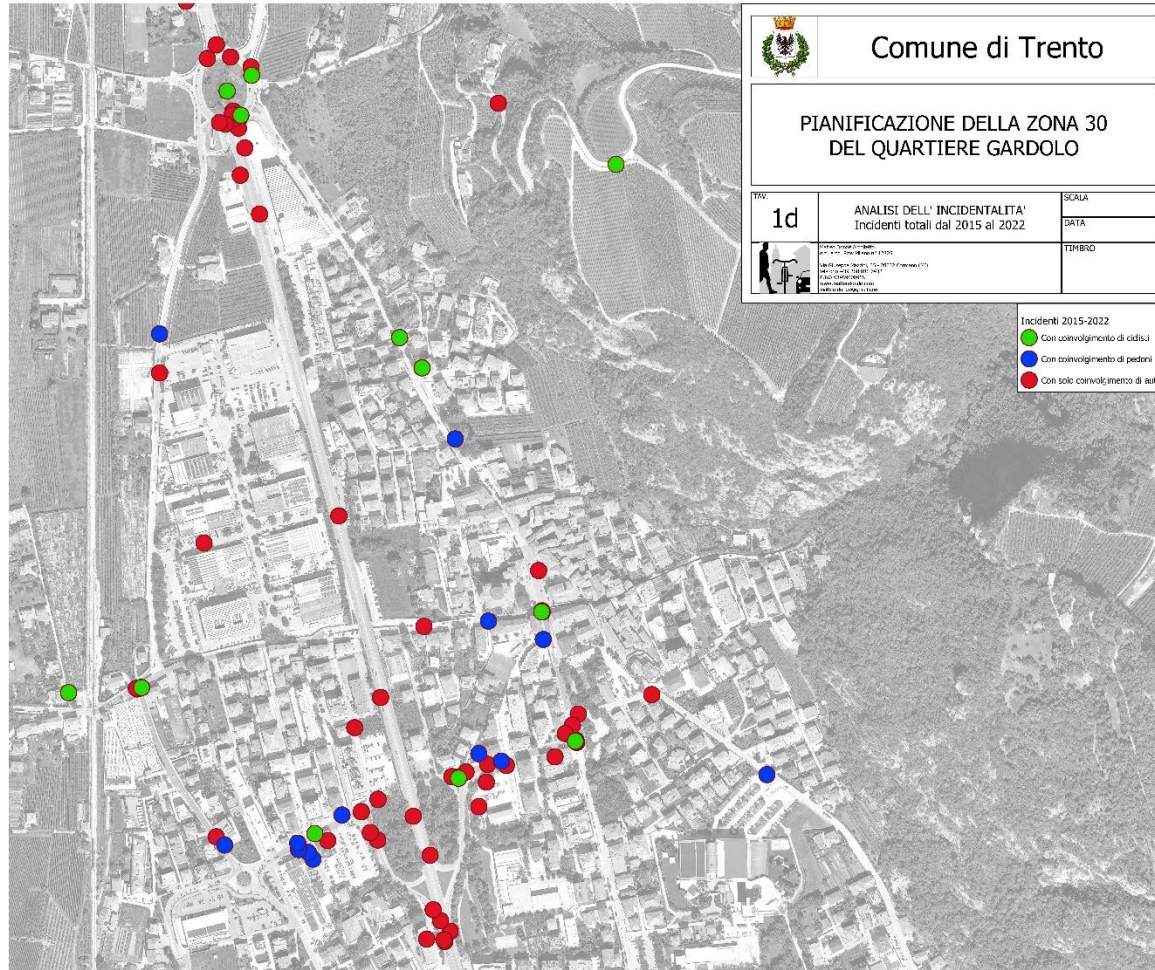 Comune di Trento
PIANIFICAZIONE DELLA ZONA 30
DEL QUARTIERE GARDOLO
TAV.
1d
ANALISI DELL' INCIDENTALITA'
Incidenti totali dal 2015 al 2022
SCALA
DATA
TIMBRO
Incidenti 2015-2022
Con coinvolgimento di ciclisti
Con coinvolgimento di pedoni
Con solo coinvolgimento di aut